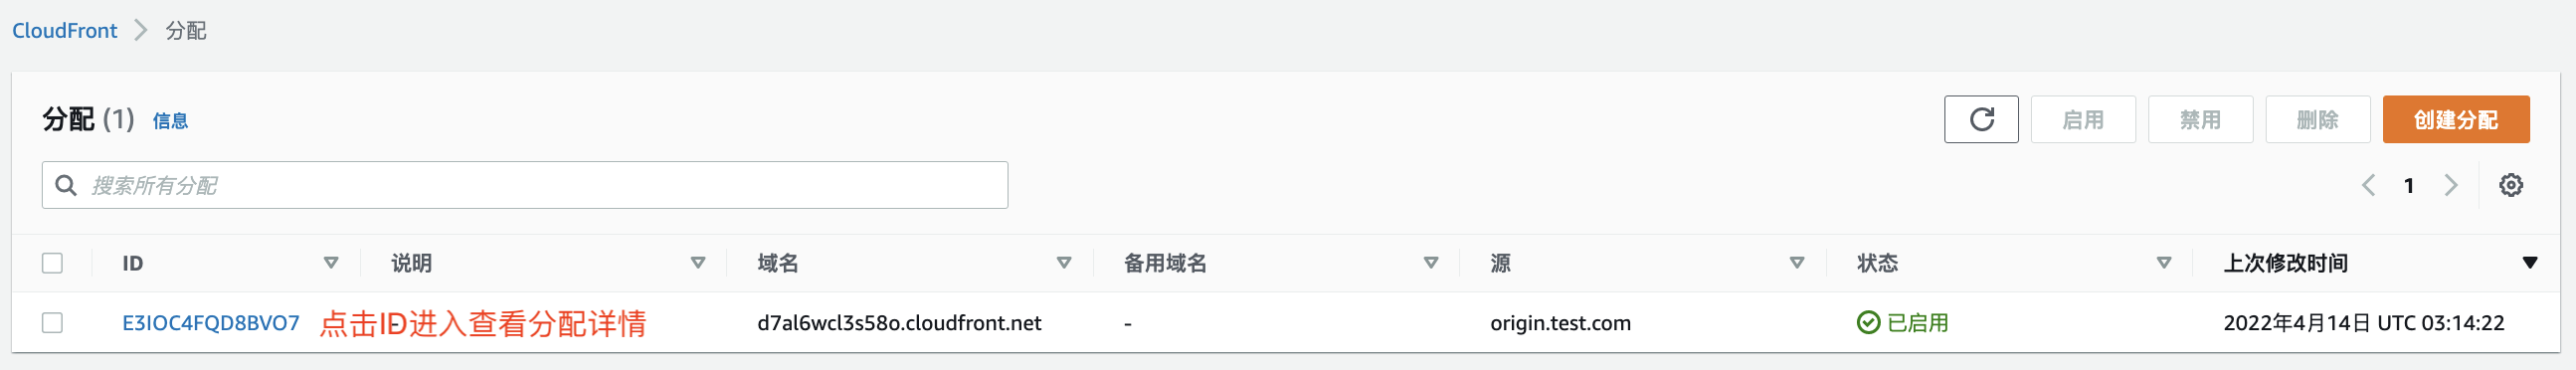 CloudFront 分配
分配 (1) 信息 启用 禁用 删除 创建分配
搜索所有分配 1
ID 说明 域名 备用域名 源 状态 上次修改时间
E3IOC4FQD8BVO7 点击ID进入查看分配详情 d7al6wcl3s58o.cloudfront.net - origin.test.com 已启用 2022年4月14日 UTC 03:14:22